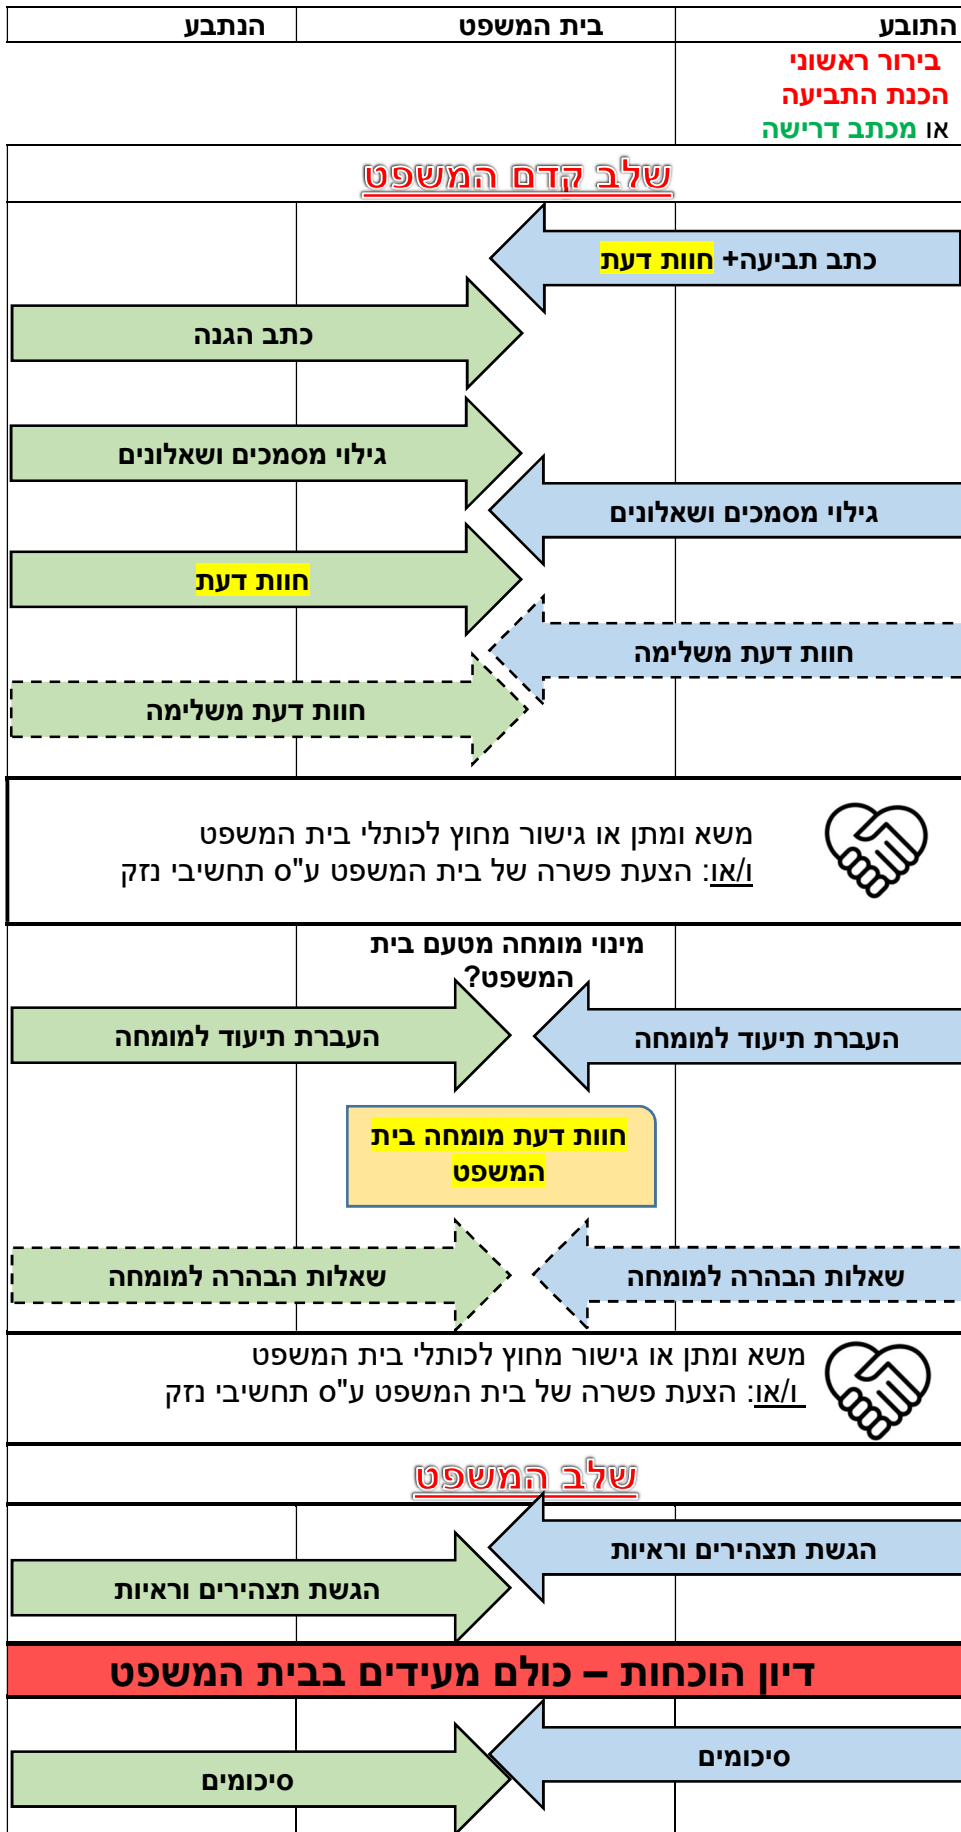 התובע
בית המשפט
הנתבע
בירור ראשוני
הכנת התביעה
או מכתב דרישה
שלב קדם המשפט
כתב תביעה+ חוות דעת
כתב הגנה
גילוי מסמכים ושאלונים
גילוי מסמכים ושאלונים
חוות דעת
חוות דעת משלימה
חוות דעת משלימה
משא ומתן או גישור מחוץ לכותלי בית המשפט
ו/או: הצעת פשרה של בית המשפט ע"ס תחשיבי נזק
מינוי מומחה מטעם בית
המשפט?
העברת תיעוד למומחה
העברת תיעוד למומחה
חוות דעת מומחה בית
המשפט
שאלות הבהרה למומחה
שאלות הבהרה למומחה
משא ומתן או גישור מחוץ לכותלי בית המשפט
ו/או: הצעת פשרה של בית המשפט ע"ס תחשיבי נזק
שלב המשפט
הגשת תצהירים וראיות
הגשת תצהירים וראיות
דיון הוכחות – כולם מעידים בבית המשפט
סיכומים
סיכומים